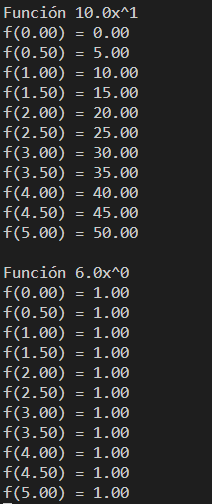 Función 10.0x^1
f(0.00) = 0.00
f(0.50) = 5.00
f(1.00) = 10.00
f(1.50) = 15.00
f(2.00) = 20.00
f(2.50) = 25.00
f(3.00) = 30.00
f(3.50) = 35.00
f(4.00) = 40.00
f(4.50) = 45.00
f(5.00) = 50.00

Función 6.0x^0
f(0.00) = 1.00
f(0.50) = 1.00
f(1.00) = 1.00
f(1.50) = 1.00
f(2.00) = 1.00
f(2.50) = 1.00
f(3.00) = 1.00
f(3.50) = 1.00
f(4.00) = 1.00
f(4.50) = 1.00
f(5.00) = 1.00